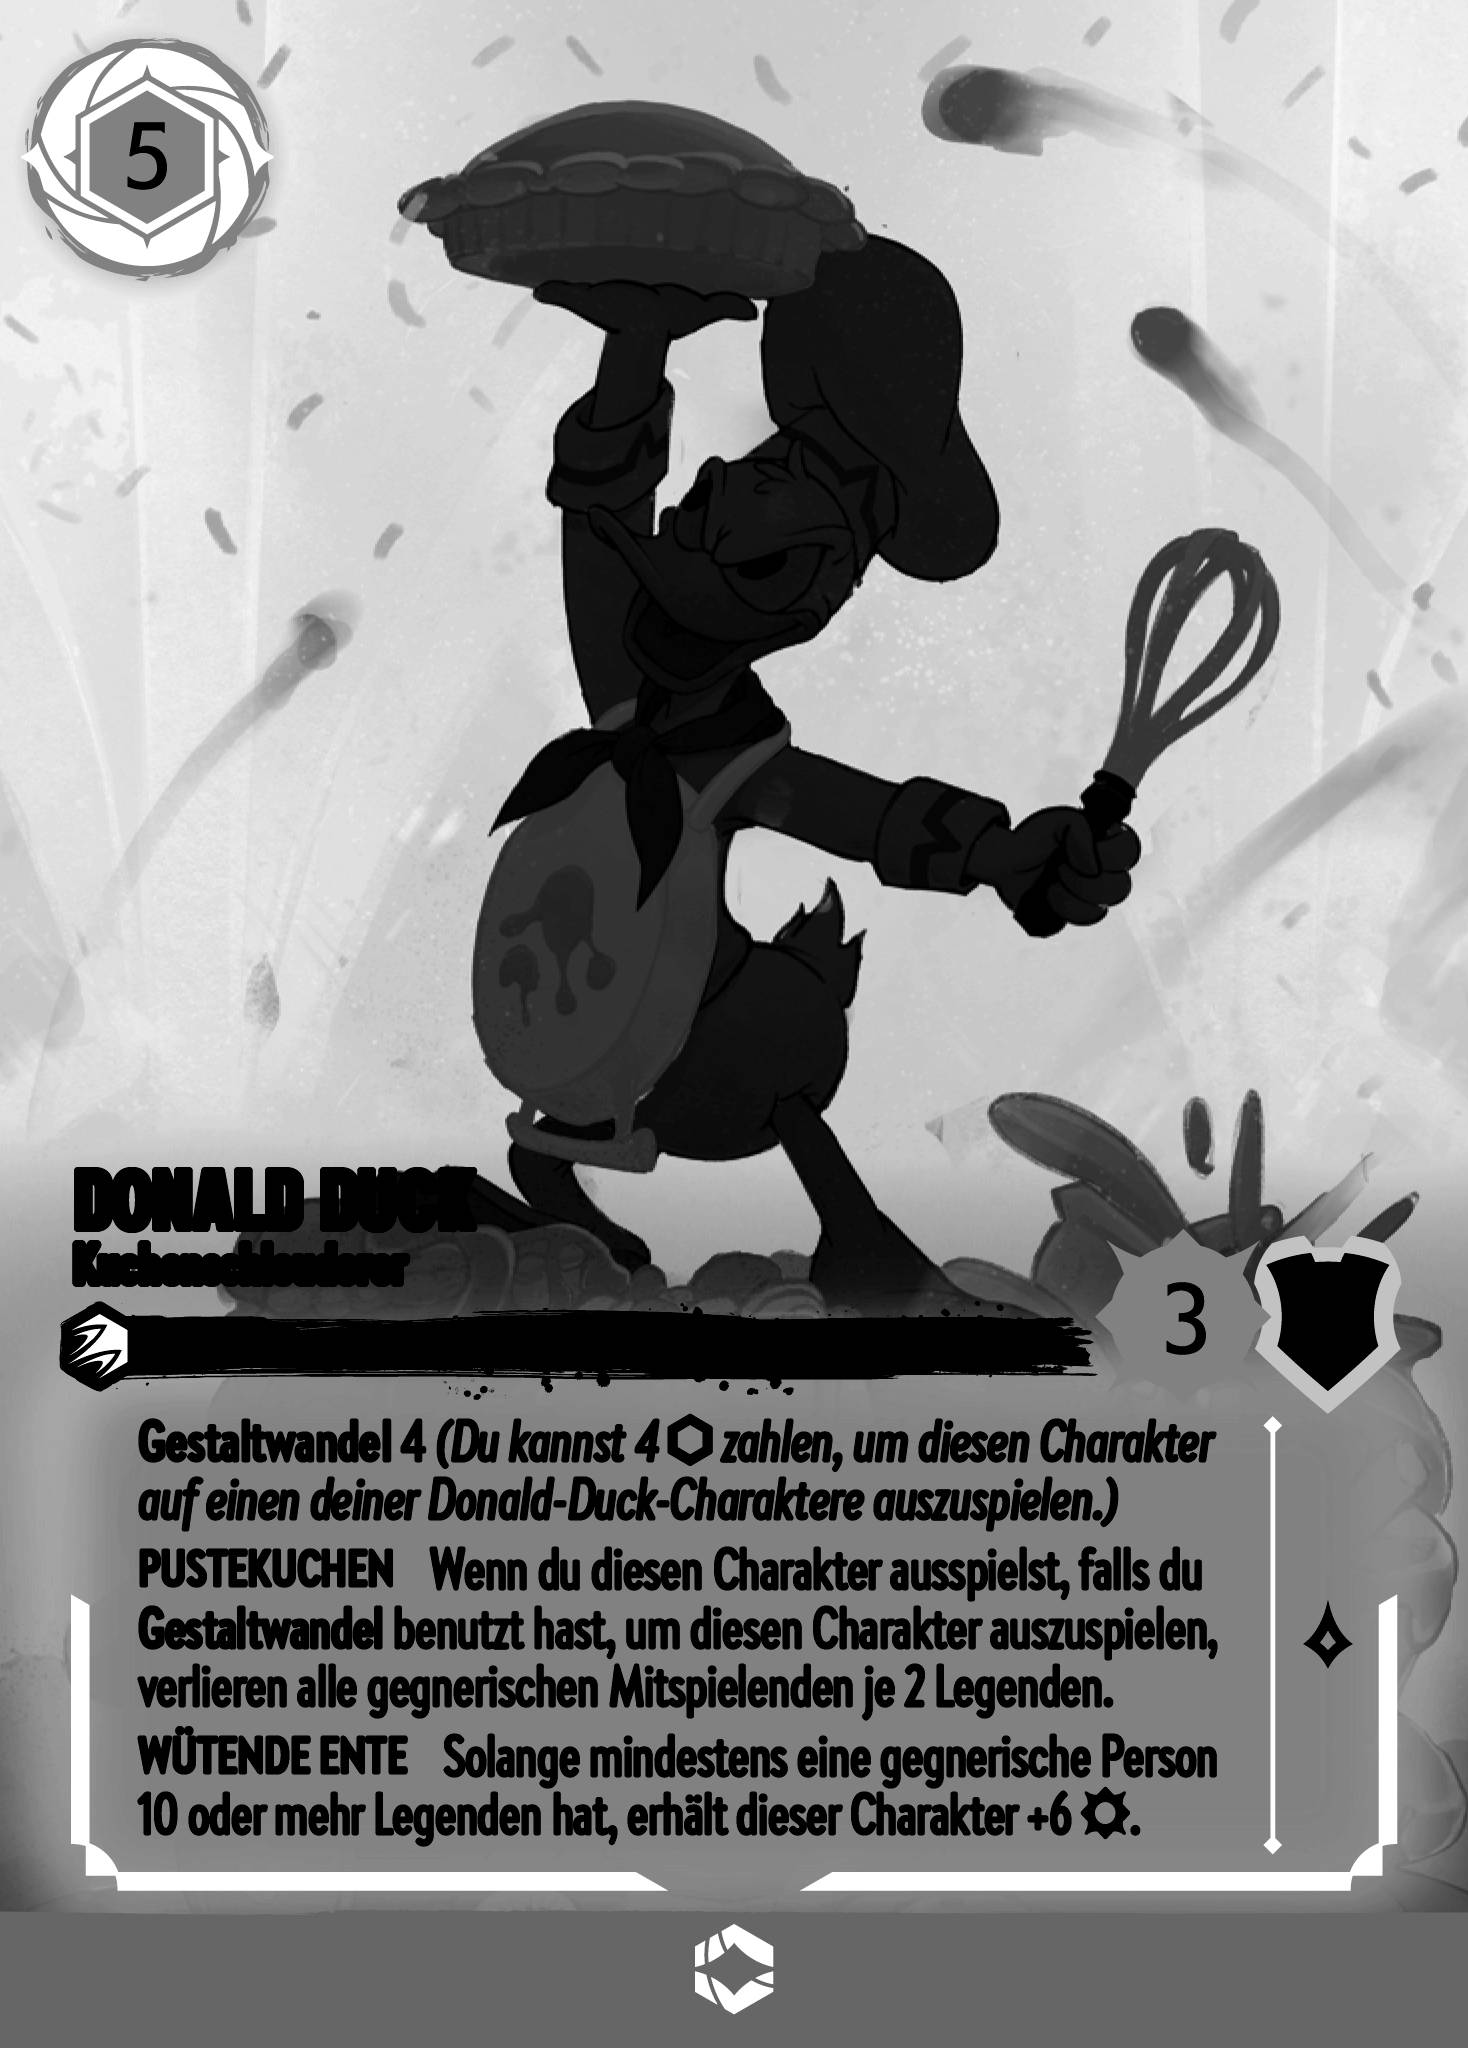 5
DONALD DUCK
Kuchenschleuderer
3
Gestaltwandel 4 (Du kannst 4 ⬡ zahlen, um diesen Charakter
auf einen deiner Donald-Duck-Charaktere auszuspielen.)
PUSTEKUCHEN Wenn du diesen Charakter ausspielst, falls du
Gestaltwandel benutzt hast, um diesen Charakter auszuspielen,
verlieren alle gegnerischen Mitspielenden je 2 Legenden.
WÜTENDE ENTE Solange mindestens eine gegnerische Person
10 oder mehr Legenden hat, erhält dieser Charakter +6 ¤.